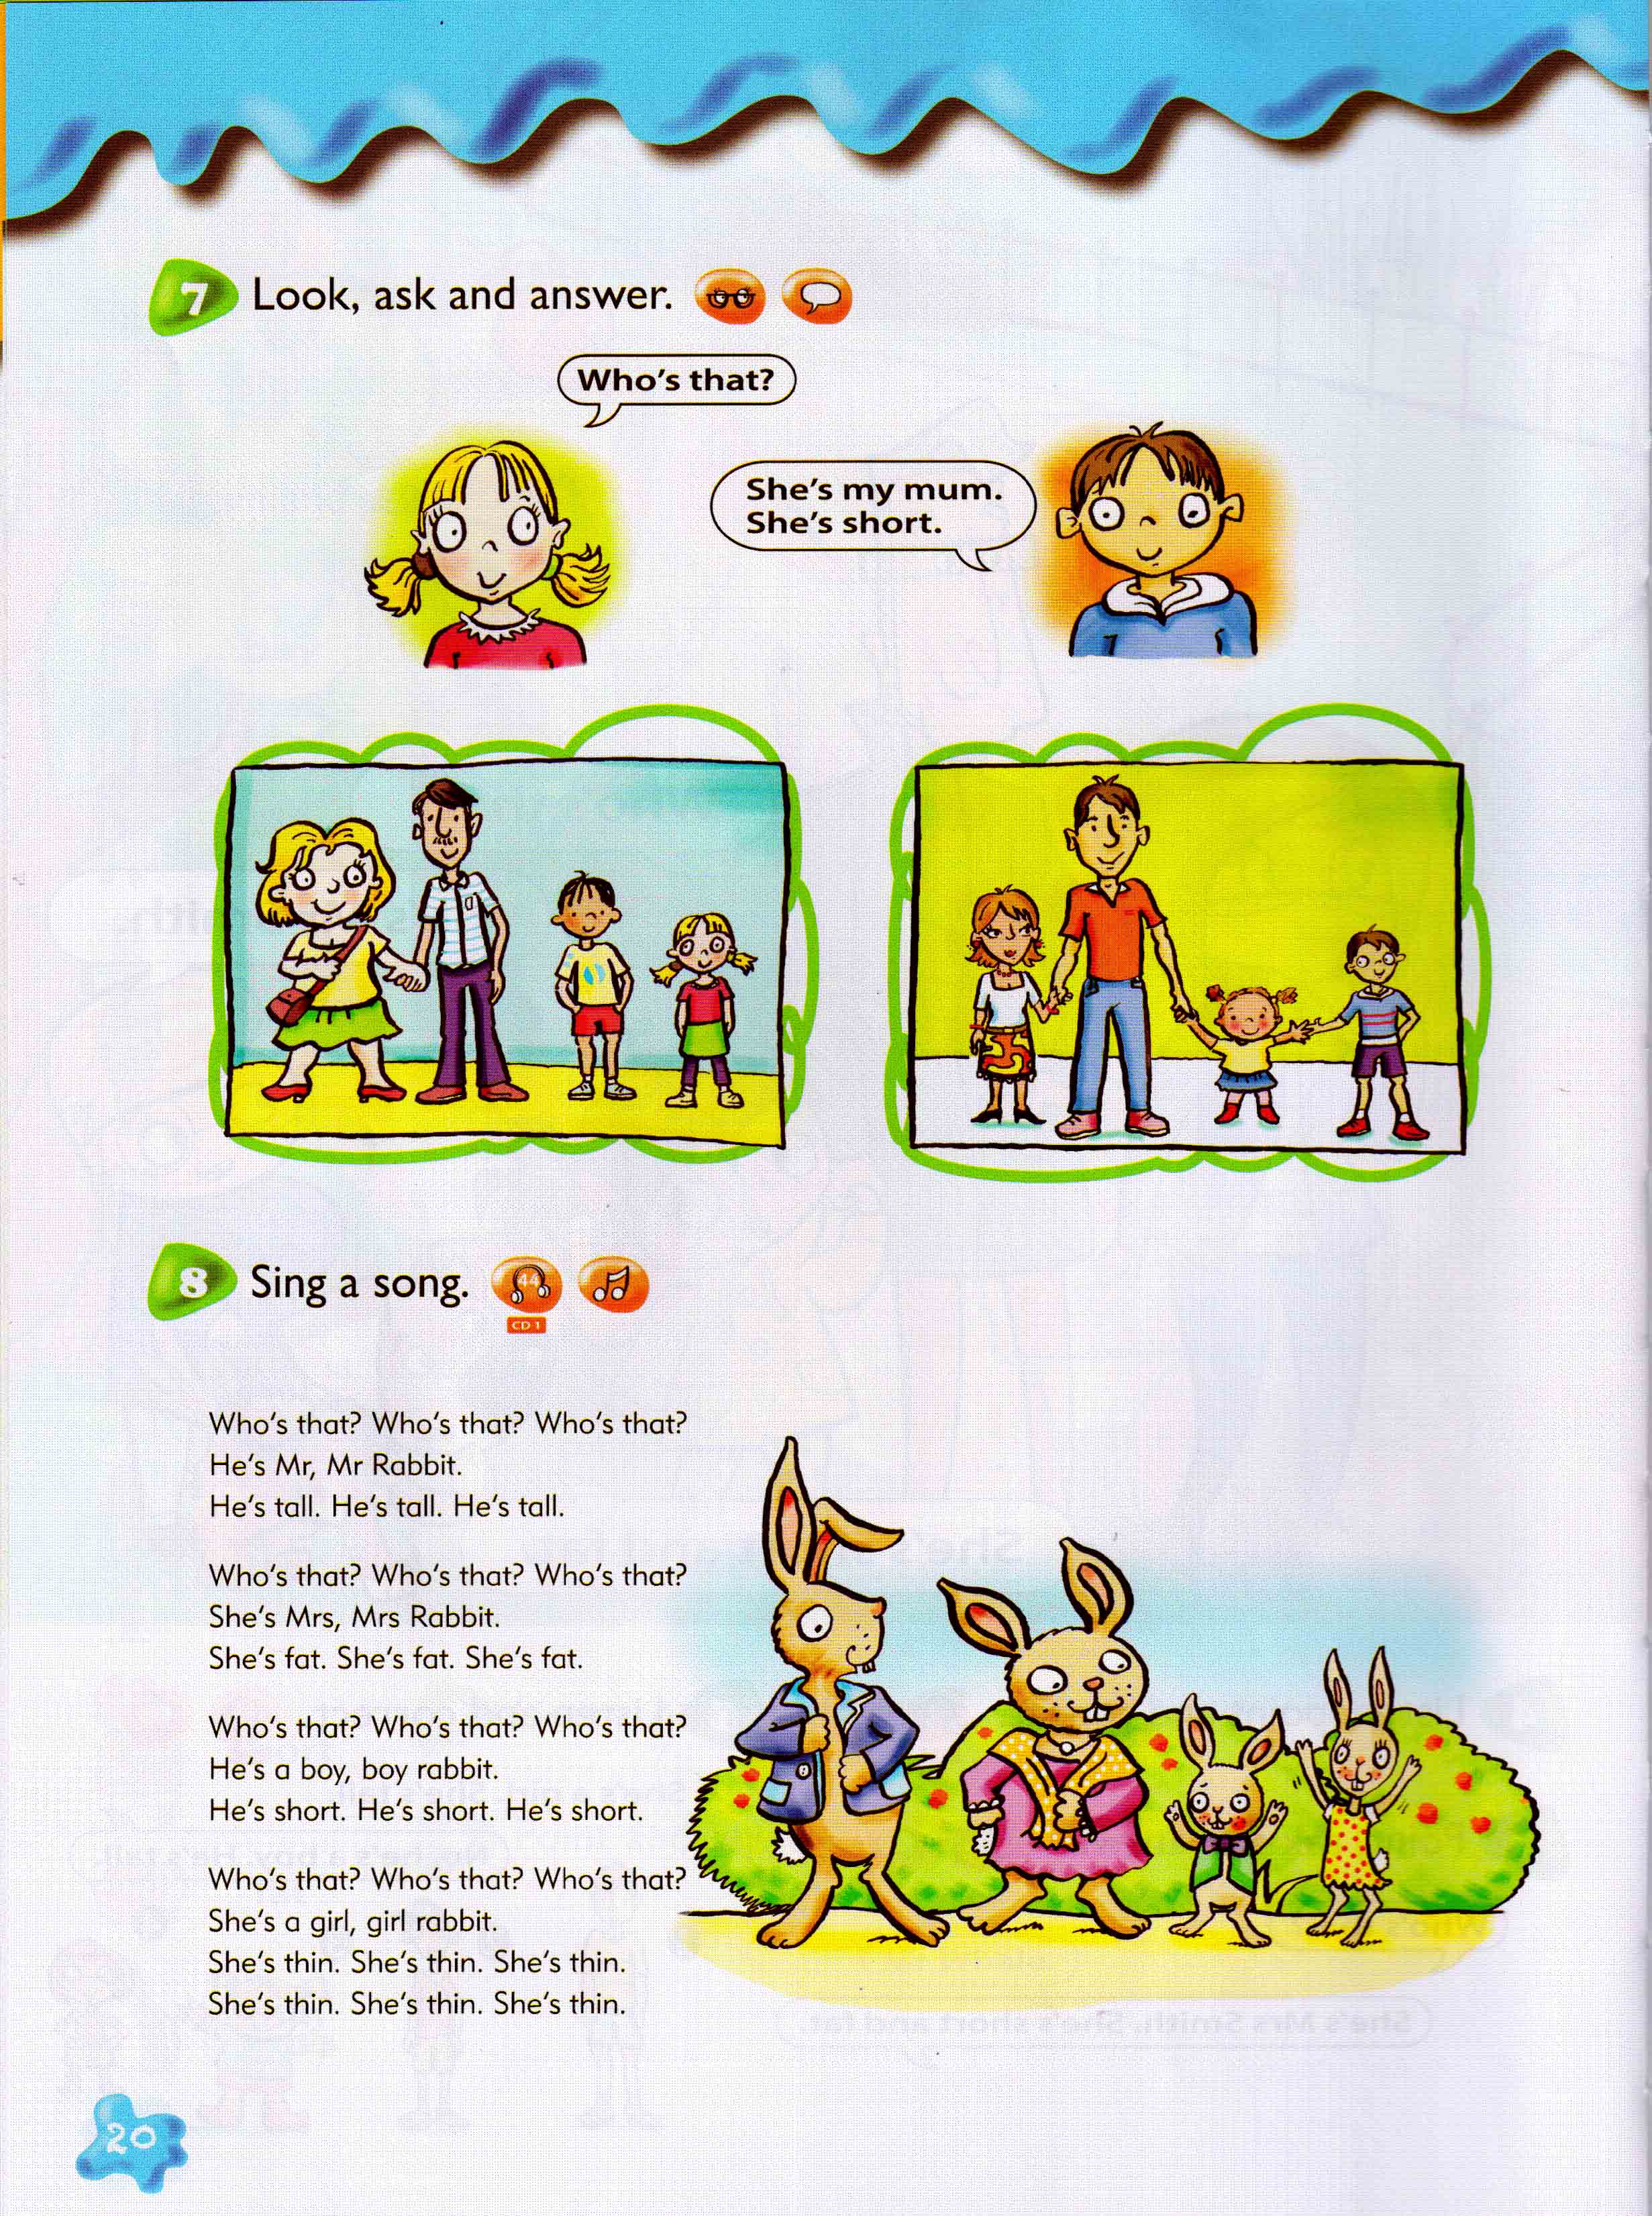 7 Look, ask and answer.
Who's that?
She's my mum.
She's short.
8 Sing a song.
44
CD 1
Who's that? Who's that? Who's that?
He's Mr, Mr Rabbit.
He's tall. He's tall. He's tall.
Who's that? Who's that? Who's that?
She's Mrs, Mrs Rabbit.
She's fat. She's fat. She's fat.
Who's that? Who's that? Who's that?
He's a boy, boy rabbit.
He's short. He's short. He's short.
Who's that? Who's that? Who's that?
She's a girl, girl rabbit.
She's thin. She's thin. She's thin.
She's thin. She's thin. She's thin.
20